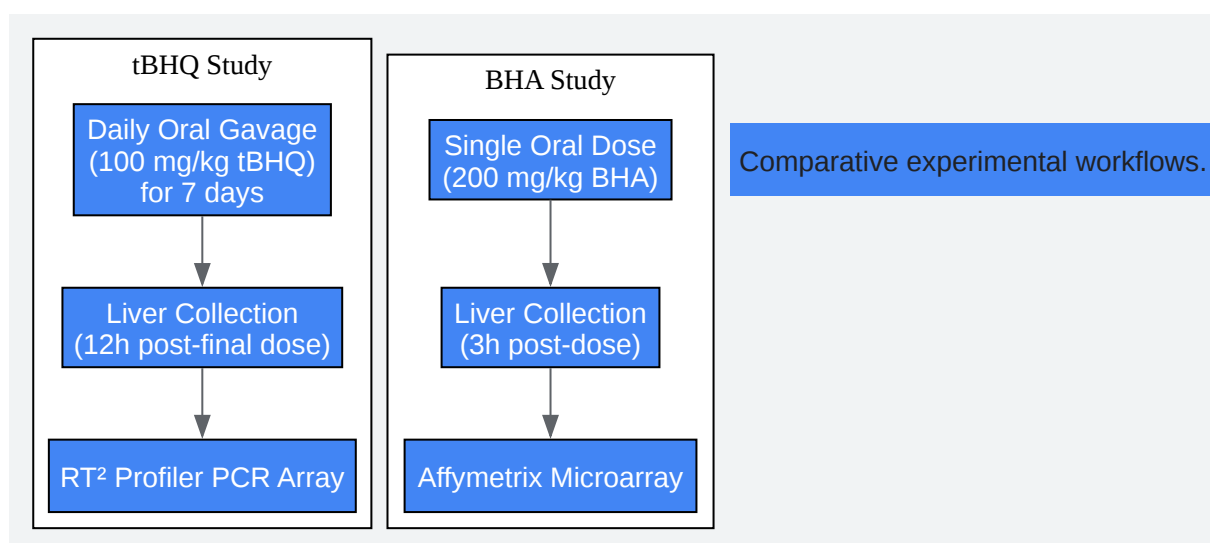 tBHQ Study
Daily Oral Gavage
(100 mg/kg tBHQ)
for 7 days
Liver Collection
(12h post-final dose)
RT² Profiler PCR Array
BHA Study
Single Oral Dose
(200 mg/kg BHA)
Liver Collection
(3h post-dose)
Affymetrix Microarray
Comparative experimental workflows.